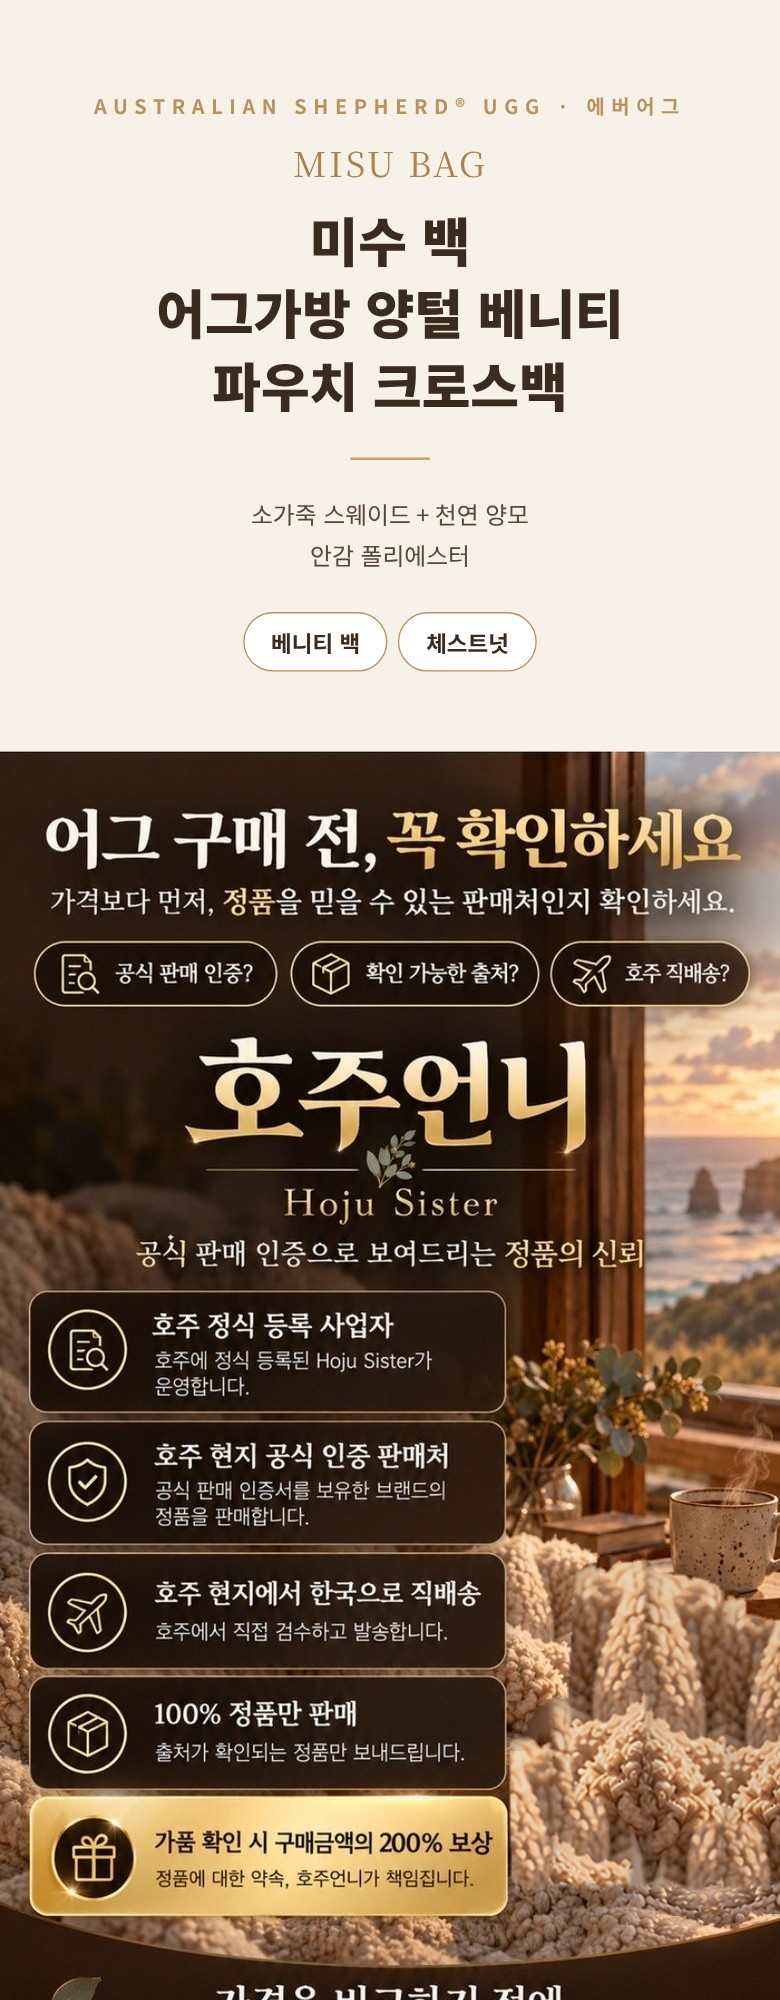 AUSTRALIAN SHEPHERD® UGG · 에버어그
MISU BAG
미수 백
어그가방 양털 베니티
파우치 크로스백
소가죽 스웨이드 + 천연 양모
안감 폴리에스터
베니티 백 체스트넛
어그 구매 전, 꼭 확인하세요
가격보다 먼저, 정품을 믿을 수 있는 판매처인지 확인하세요.
공식 판매 인증? 확인 가능한 출처? 호주 직배송?
호주언니
Hoju Sister
공식 판매 인증으로 보여드리는 정품의 신뢰
호주 정식 등록 사업자
호주에 정식 등록된 Hoju Sister가
운영합니다.
호주 현지 공식 인증 판매처
공식 판매 인증서를 보유한 브랜드의
정품을 판매합니다.
호주 현지에서 한국으로 직배송
호주에서 직접 검수하고 발송합니다.
100% 정품만 판매
출처가 확인되는 정품만 보내드립니다.
가품 확인 시 구매금액의 200% 보상
정품에 대한 약속, 호주언니가 책임집니다.
가격을 비교하기 전에